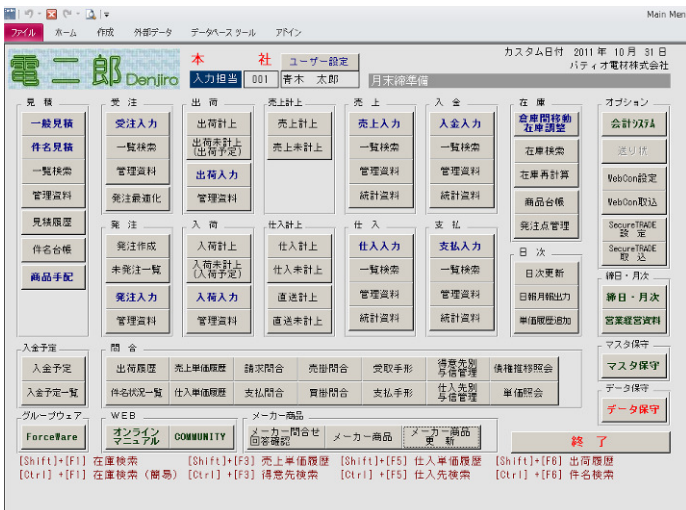 Main Men
ファイル ホーム 作成 外部データ データベース ツール アドイン
電二郎 Denjiro
本 社 ユーザー設定
入力担当 001 青木 太郎 月末締準備
カスタム日付 2011 年 10 月 31 日
パティオ電材株式会社
見 積
一般見積
件名見積
一覧検索
管理資料
見積履歴
件名台帳
商品手配
受 注
受注入力
一覧検索
管理資料
発注最適化
出 荷
出荷計上
出荷未計上
(出荷予定)
出荷入力
管理資料
売上計上
売上計上
売上未計上
売 上
売上入力
一覧検索
管理資料
統計資料
入 金
入金入力
一覧検索
管理資料
統計資料
在 庫
倉庫間移動
在庫調整
在庫検索
在庫再計算
商品台帳
発注点管理
オプション
会計システム
送り状
WebCon設定
WebCon取込
SecureTRADE
設 定
SecureTRADE
取 込
発 注
発注作成
未発注一覧
発注入力
管理資料
入 荷
入荷計上
入荷未計上
(入荷予定)
入荷入力
管理資料
仕入計上
仕入計上
仕入未計上
直送計上
直送未計上
仕 入
仕入入力
一覧検索
管理資料
統計資料
支 払
支払入力
一覧検索
管理資料
統計資料
日 次
日次更新
日報月報出力
単価履歴追加
締日・月次
締日・月次
営業経営資料
入金予定
入金予定
入金予定一覧
問 合
出荷履歴 売上単価履歴 請求問合 売掛問合 受取手形 得意先別
与信管理 債権推移照会
件名状況一覧 仕入単価履歴 支払問合 買掛問合 支払手形 仕入先別
与信管理 単価照会
マスタ保守
マスタ保守
データ保守
データ保守
グループウェア
ForceWare
WEB
オンライン
マニュアル
COMMUNITY
メーカー商品
メーカー問合せ
回答確認
メーカー商品
メーカー商品
更 新
終 了
[Shift]+[F1] 在庫検索 [Shift]+[F3] 売上単価履歴 [Shift]+[F5] 仕入単価履歴 [Shift]+[F6] 出荷履歴
[Ctrl] +[F1] 在庫検索（簡易） [Ctrl] +[F3] 得意先検索 [Ctrl] +[F5] 仕入先検索 [Ctrl] +[F6] 件名検索